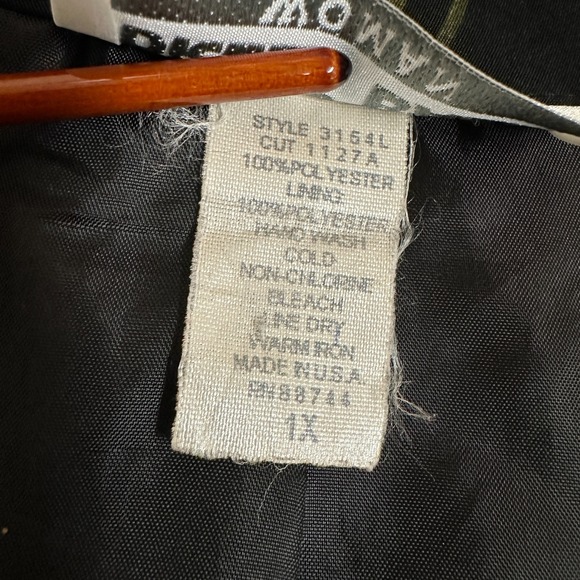 STYLE 3164L
CUT 1127A
100%POLYESTER
LINING
100%POLYESTER
HAND WASH
COLD
NON-CHLORINE
BLEACH
LINE DRY
WARM IRON
MADE IN U.S.A.
RN 88744
1X